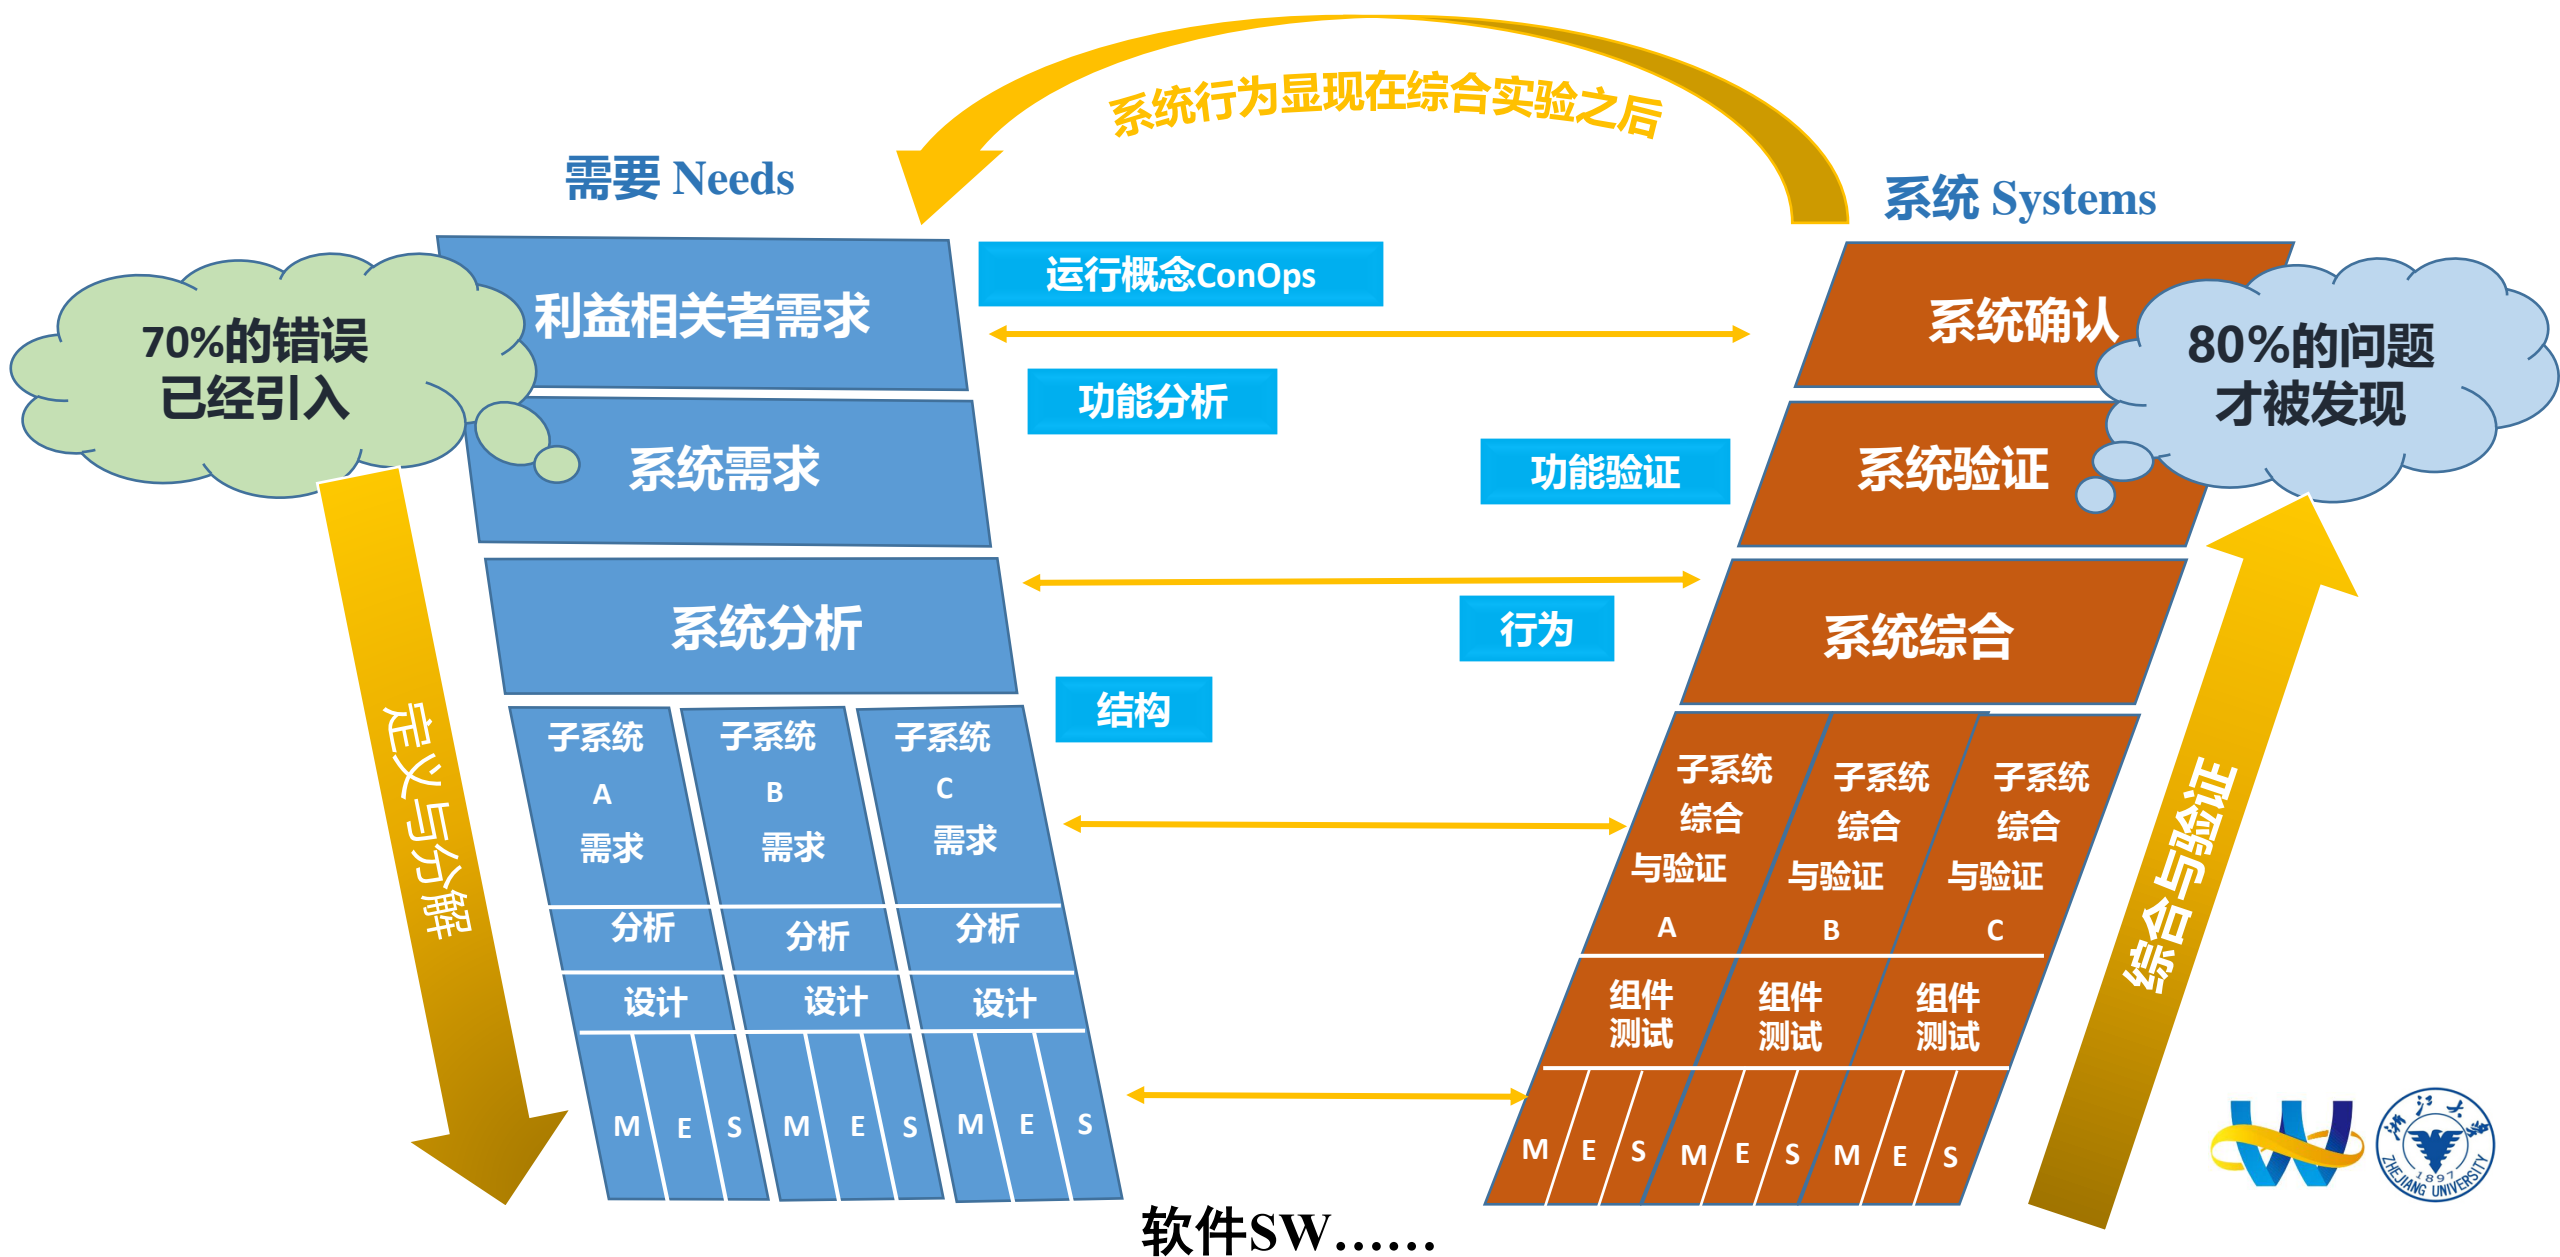 系统行为显现在综合实验之后
需要 Needs
系统 Systems
70%的错误
已经引入
利益相关者需求
系统需求
系统分析
定义与分解
子系统
A
需求
分析
设计
M E S
子系统
B
需求
分析
设计
M E S
子系统
C
需求
分析
设计
M E S
运行概念ConOps
功能分析
功能验证
行为
结构
系统确认
系统验证
系统综合
80%的问题
才被发现
子系统
综合
与验证
A
组件
测试
M E S
子系统
综合
与验证
B
组件
测试
M E S
子系统
综合
与验证
C
组件
测试
M E S
综合与验证
软件SW……
浙江大学
1897
ZHEJIANG UNIVERSITY